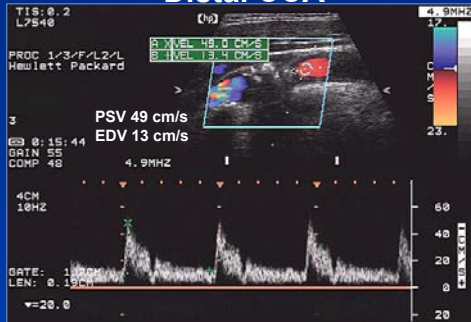 Distal CCA
TIS:0.2
L7540
(hp)
4.9MHZ
17.
A X VEL 49.0 CM/S
B + VEL 13.4 CM/S
PROC 1/3/F/L2/L
Hewlett Packard
PSV 49 cm/s
EDV 13 cm/s
3
23.
0:15:44
GAIN 55
COMP 48
4.9MHZ
4CM
10HZ
60
40
20
0
20
LEN: 0.19CM
=20.0